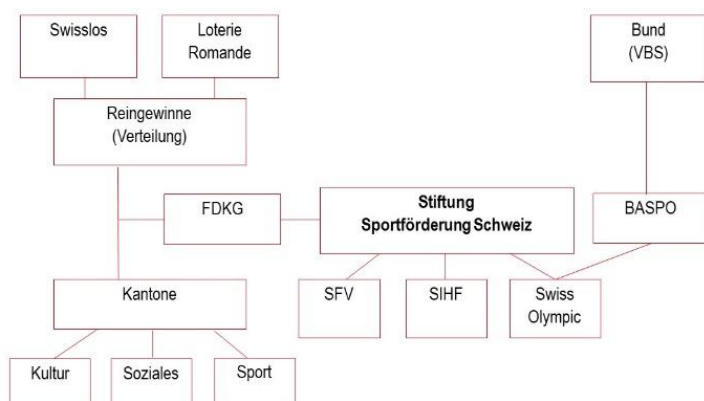 Swisslos
Loterie
Romande
Bund
(VBS)
Reingewinne
(Verteilung)
FDKG
Stiftung
Sportförderung Schweiz
BASPO
Kantone
SFV
SIHF
Swiss
Olympic
Kultur
Soziales
Sport